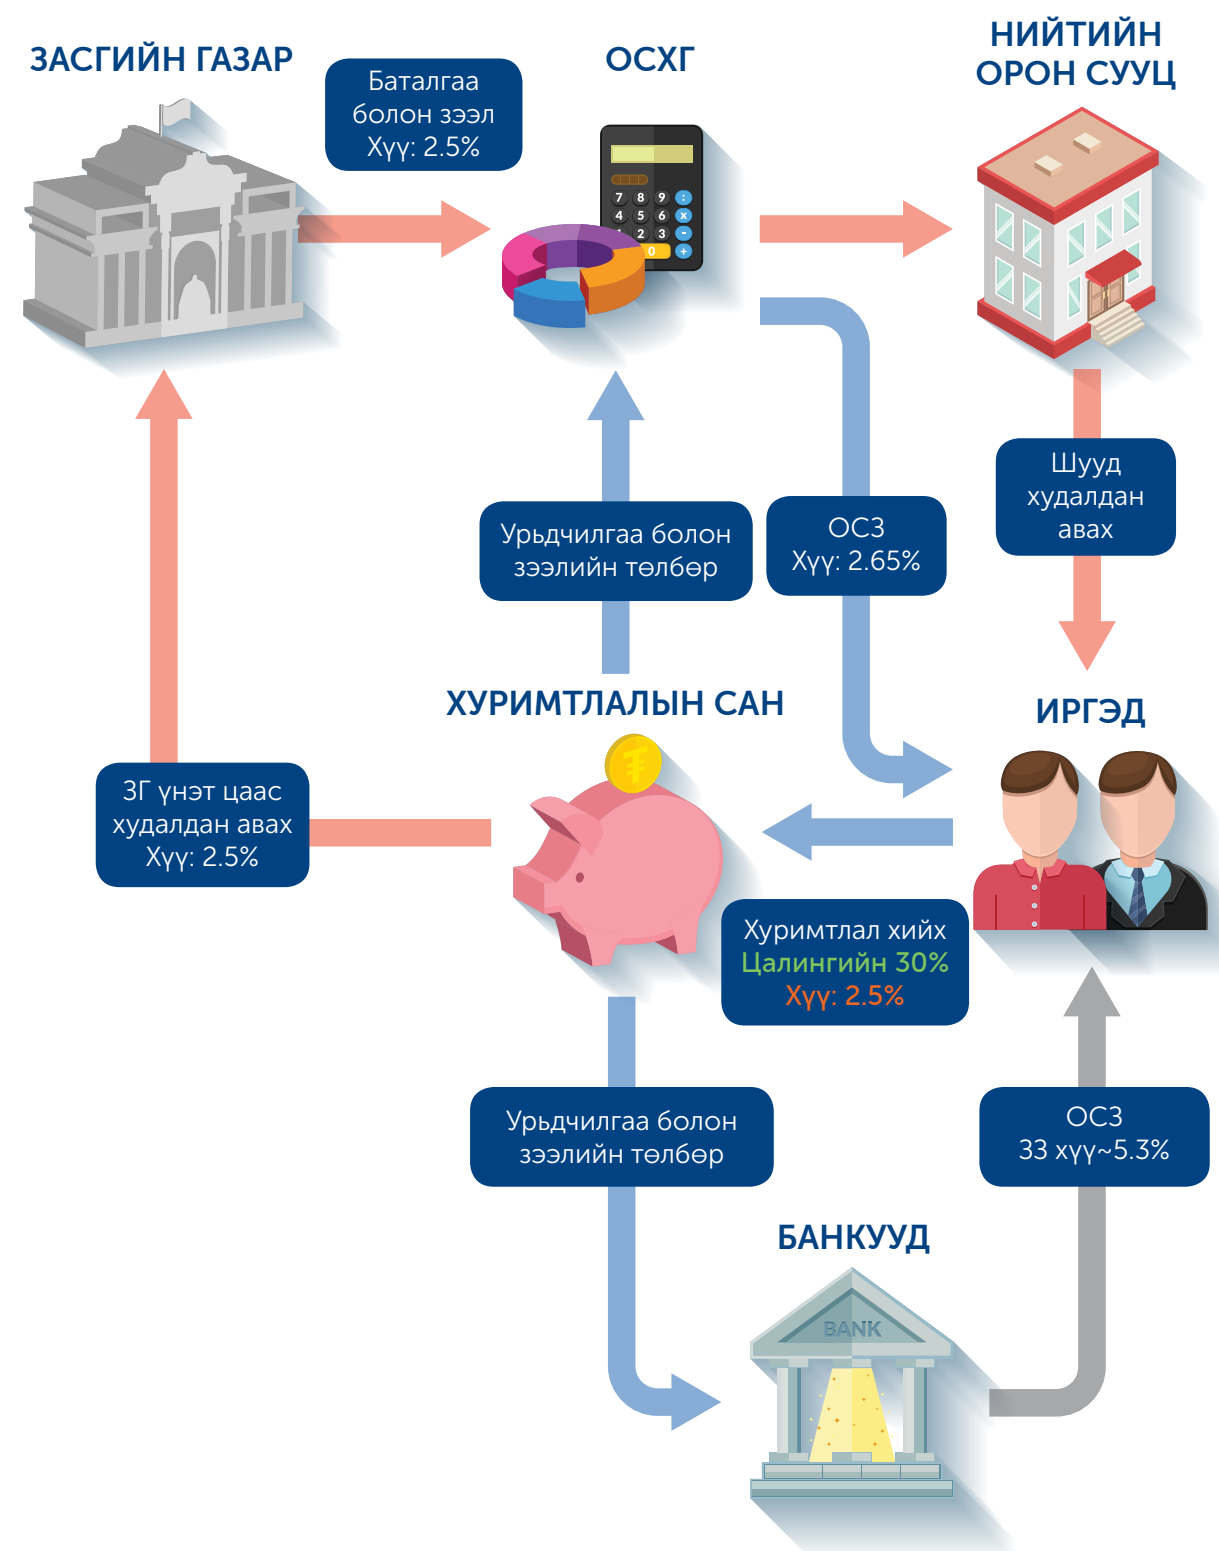 ЗАСГИЙН ГАЗАР
Баталгаа
болон зээл
Хүү: 2.5%
ОСХГ
НИЙТИЙН
ОРОН СУУЦ
7 8 9 :
4 5 6 x
1 2 3 -
0 +
Шууд
худалдан
авах
Урьдчилгаа болон
зээлийн төлбөр
ОСЗ
Хүү: 2.65%
ХУРИМТЛАЛЫН САН
ИРГЭД
₮
ЗГ үнэт цаас
худалдан авах
Хүү: 2.5%
Хуримтлал хийх
Цалингийн 30%
Хүү: 2.5%
Урьдчилгаа болон
зээлийн төлбөр
ОСЗ
ЗЗ хүү~5.3%
БАНКУУД
BANK